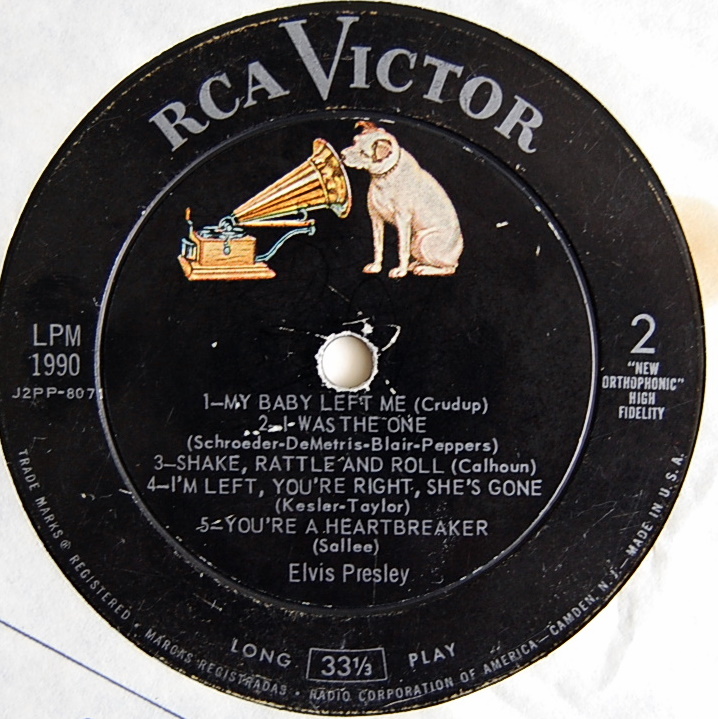 RCA VICTOR
LPM
1990
J2PP-8071
2
"NEW
ORTHOPHONIC"
HIGH
FIDELITY
1—MY BABY LEFT ME (Crudup)
2—I WAS THE ONE
(Schroeder-DeMetris-Blair-Peppers)
3—SHAKE, RATTLE AND ROLL (Calhoun)
4—I'M LEFT, YOU'RE RIGHT, SHE'S GONE
(Kesler-Taylor)
5—YOU'RE A HEARTBREAKER
(Sallee)
Elvis Presley
LONG 33⅓ PLAY
TRADE MARKS ® REGISTERED • MARCAS REGISTRADAS • RADIO CORPORATION OF AMERICA—CAMDEN, N. J.—MADE IN U.S.A.